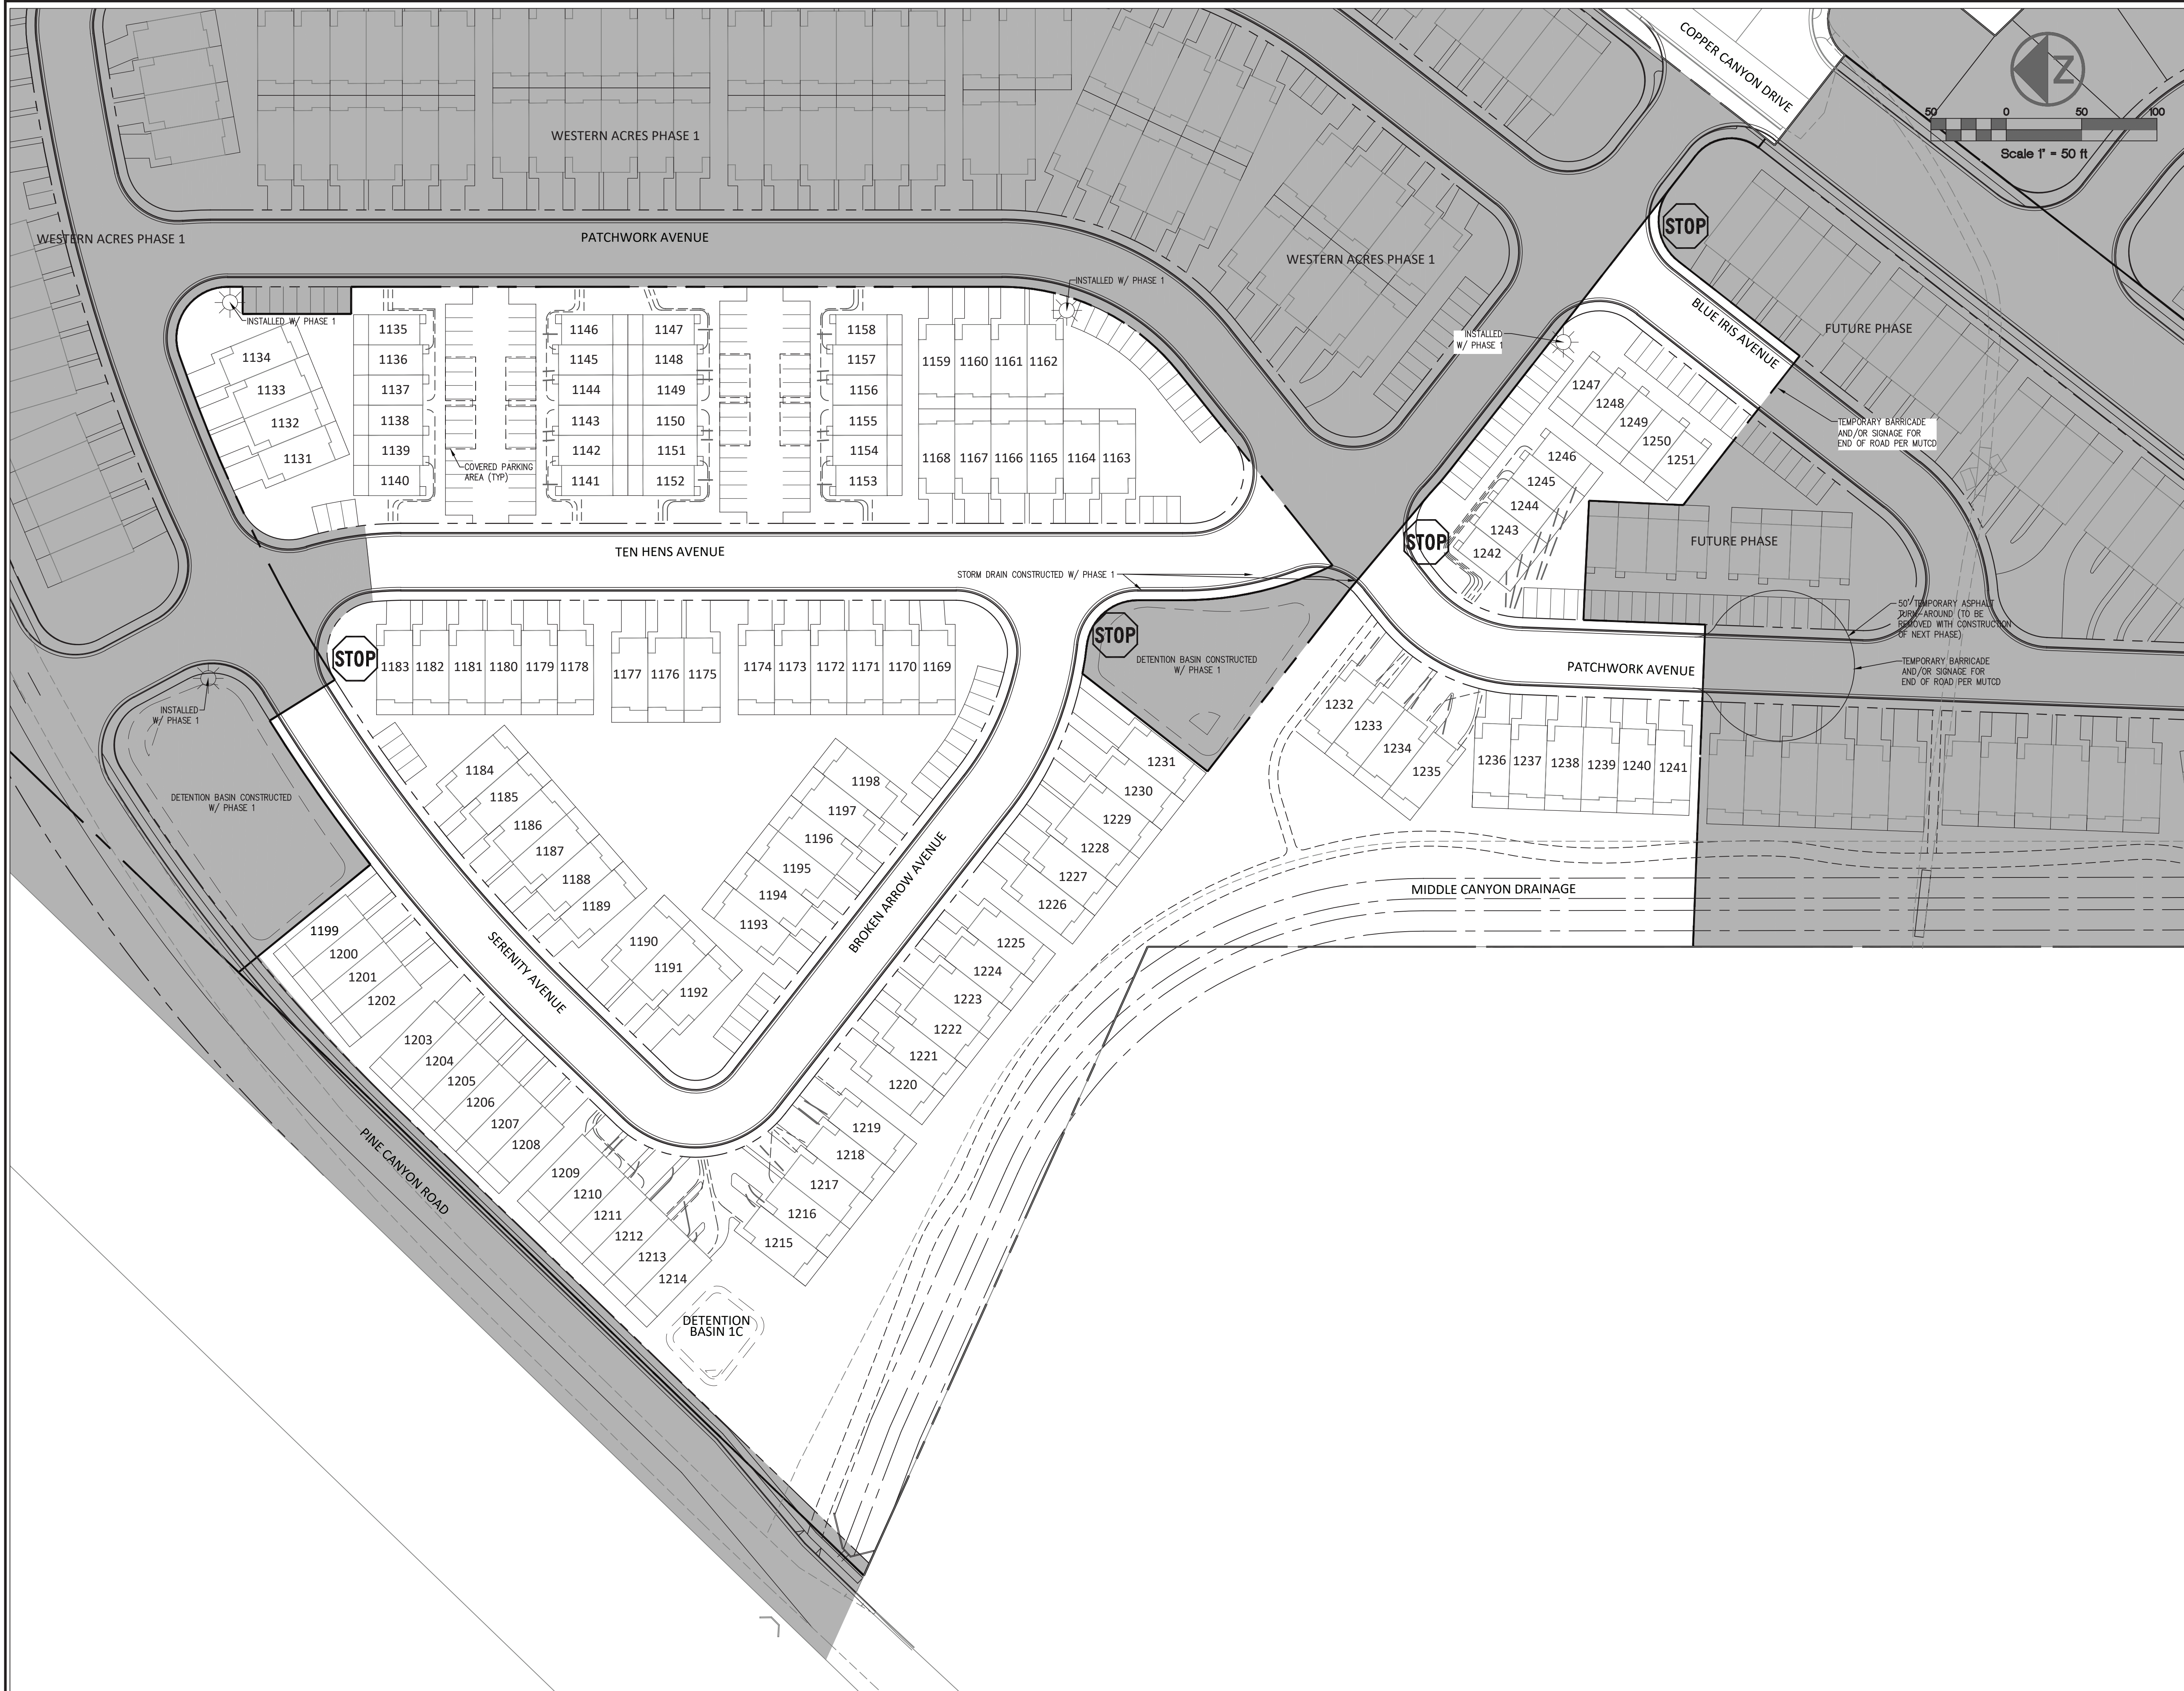 COPPER CANYON DRIVE
Z
50 0 50 100
Scale 1" = 50 ft
WESTERN ACRES PHASE 1
WESTERN ACRES PHASE 1
PATCHWORK AVENUE
WESTERN ACRES PHASE 1
STOP
INSTALLED W/ PHASE 1
INSTALLED W/ PHASE 1
BLUE IRIS AVENUE
FUTURE PHASE
INSTALLED
W/ PHASE 1
1134
1133
1132
1131
1135
1136
1137
1138
1139
1140
COVERED PARKING
AREA (TYP)
1146
1145
1144
1143
1142
1141
1147
1148
1149
1150
1151
1152
1158
1157
1156
1155
1154
1153
1159 1160 1161 1162
1168 1167 1166 1165 1164 1163
1247
1248
1249
1250
1251
1246
1245
1244
1243
1242
TEMPORARY BARRICADE
AND/OR SIGNAGE FOR
END OF ROAD PER MUTCD
STOP
FUTURE PHASE
TEN HENS AVENUE
STORM DRAIN CONSTRUCTED W/ PHASE 1
50' TEMPORARY ASPHALT
TURN-AROUND (TO BE
REMOVED WITH CONSTRUCTION
OF NEXT PHASE)
STOP
STOP
1183 1182 1181 1180 1179 1178
1177 1176 1175
1174 1173 1172 1171 1170 1169
DETENTION BASIN CONSTRUCTED
W/ PHASE 1
PATCHWORK AVENUE
TEMPORARY BARRICADE
AND/OR SIGNAGE FOR
END OF ROAD PER MUTCD
INSTALLED
W/ PHASE 1
1232
1233
1234
1235
1236 1237 1238 1239 1240 1241
DETENTION BASIN CONSTRUCTED
W/ PHASE 1
1184
1185
1186
1187
1188
1189
1190
1191
1192
1198
1197
1196
1195
1194
1193
1231
1230
1229
1228
1227
1226
BROKEN ARROW AVENUE
MIDDLE CANYON DRAINAGE
1199
1200
1201
1202
SERENITY AVENUE
1225
1224
1223
1222
1221
1220
1203
1204
1205
1206
1207
1208
1219
1218
1217
1216
1215
PINE CANYON ROAD
1209
1210
1211
1212
1213
1214
DETENTION
BASIN 1C